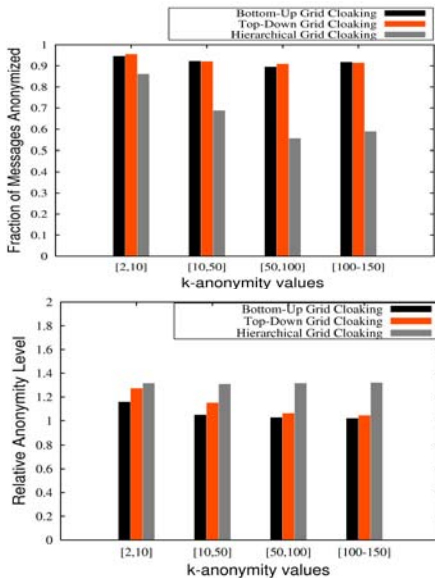 Bottom-Up Grid Cloaking
Top-Down Grid Cloaking
Hierarchical Grid Cloaking
Fraction of Messages Anonymized
1
0.9
0.8
0.7
0.6
0.5
0.4
0.3
0.2
0.1
0
[2,10] [10,50] [50,100] [100-150]
k-anonymity values
Bottom-Up Grid Cloaking
Top-Down Grid Cloaking
Hierarchical Grid Cloaking
Relative Anonymity Level
2
1.8
1.6
1.4
1.2
1
0.8
0.6
0.4
0.2
0
[2,10] [10,50] [50,100] [100-150]
k-anonymity values